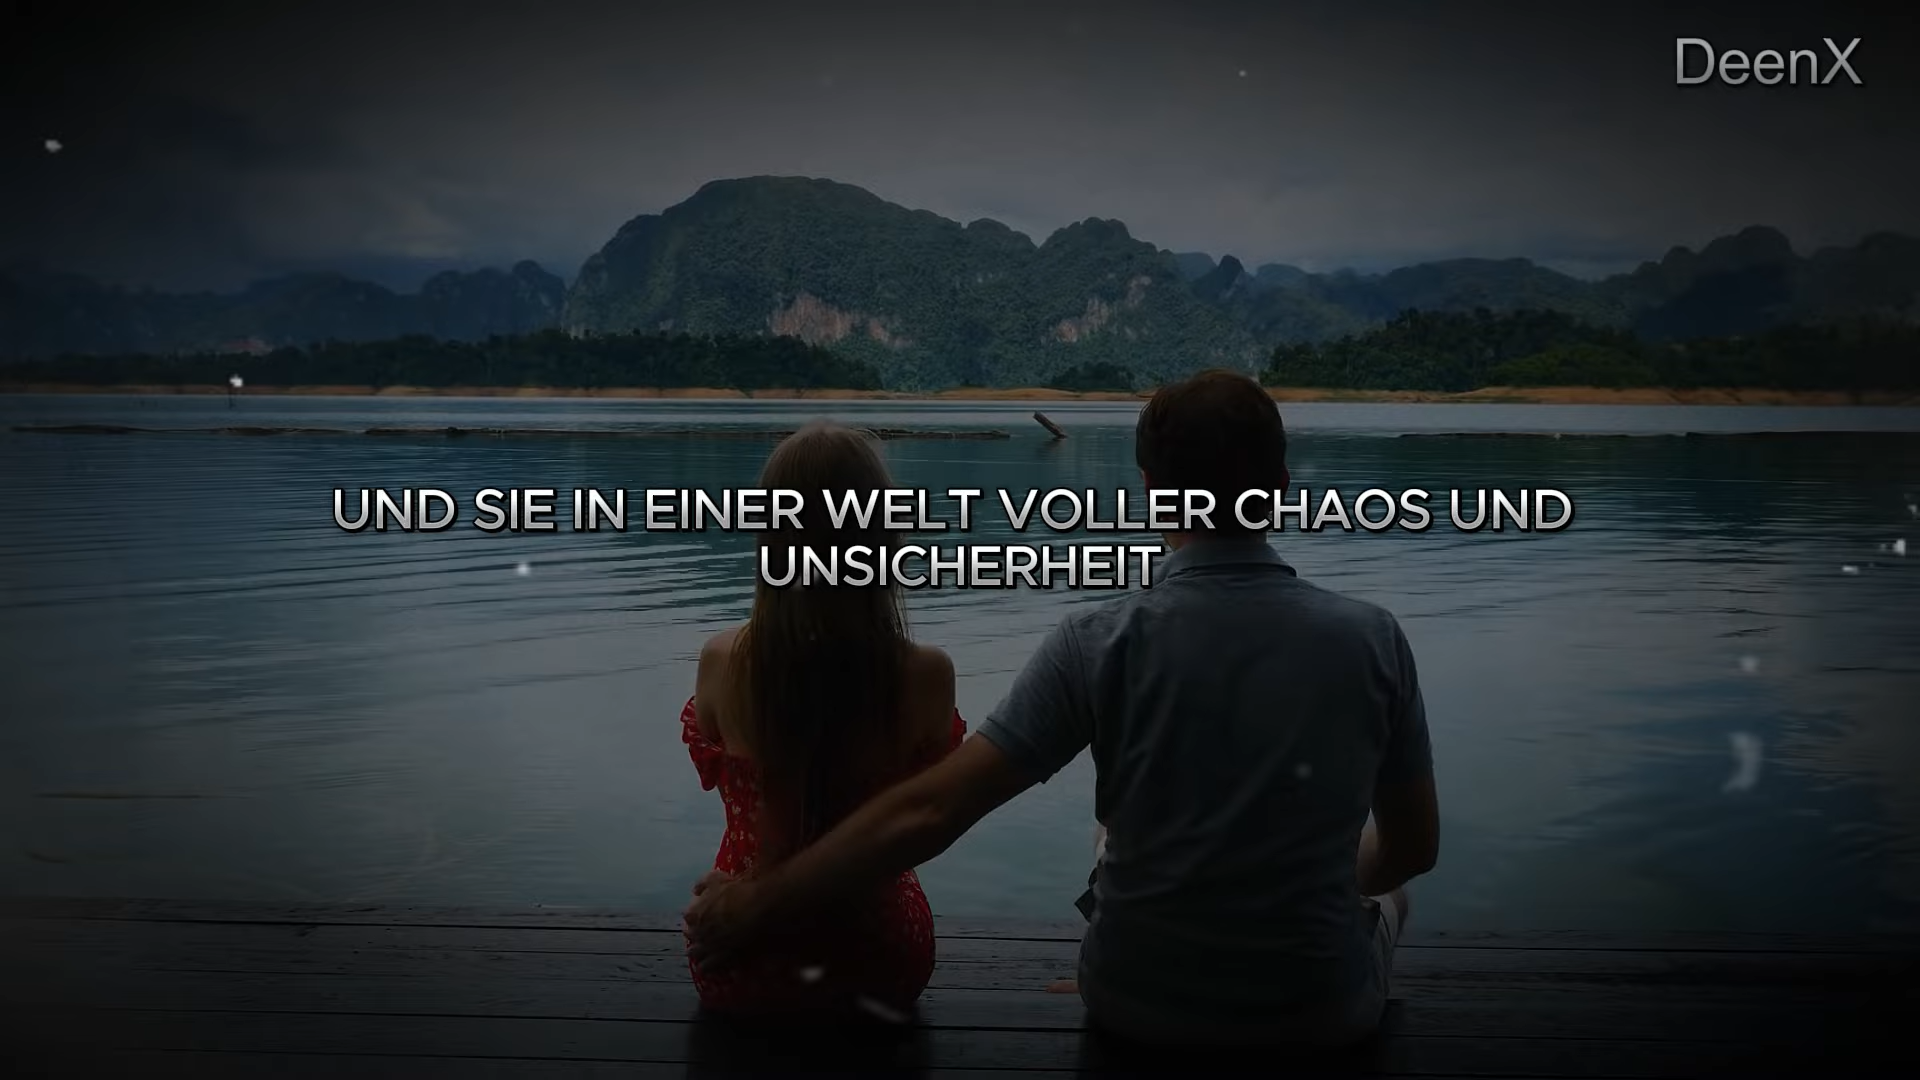 DeenX
UND SIE IN EINER WELT VOLLER CHAOS UND
UNSICHERHEIT